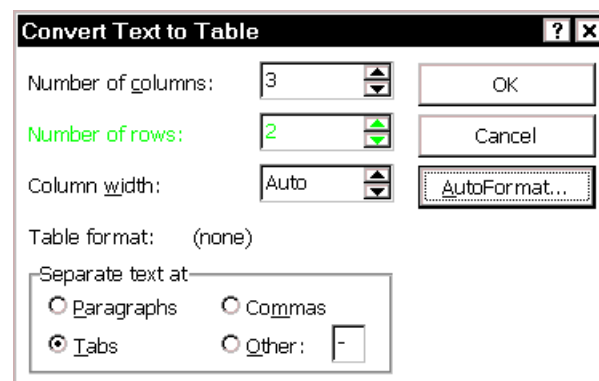 Convert Text to Table ? ×
Number of columns: 3 OK
Number of rows: 2 Cancel
Column width: Auto AutoFormat...
Table format: (none)
Separate text at
Paragraphs Commas
Tabs Other: -